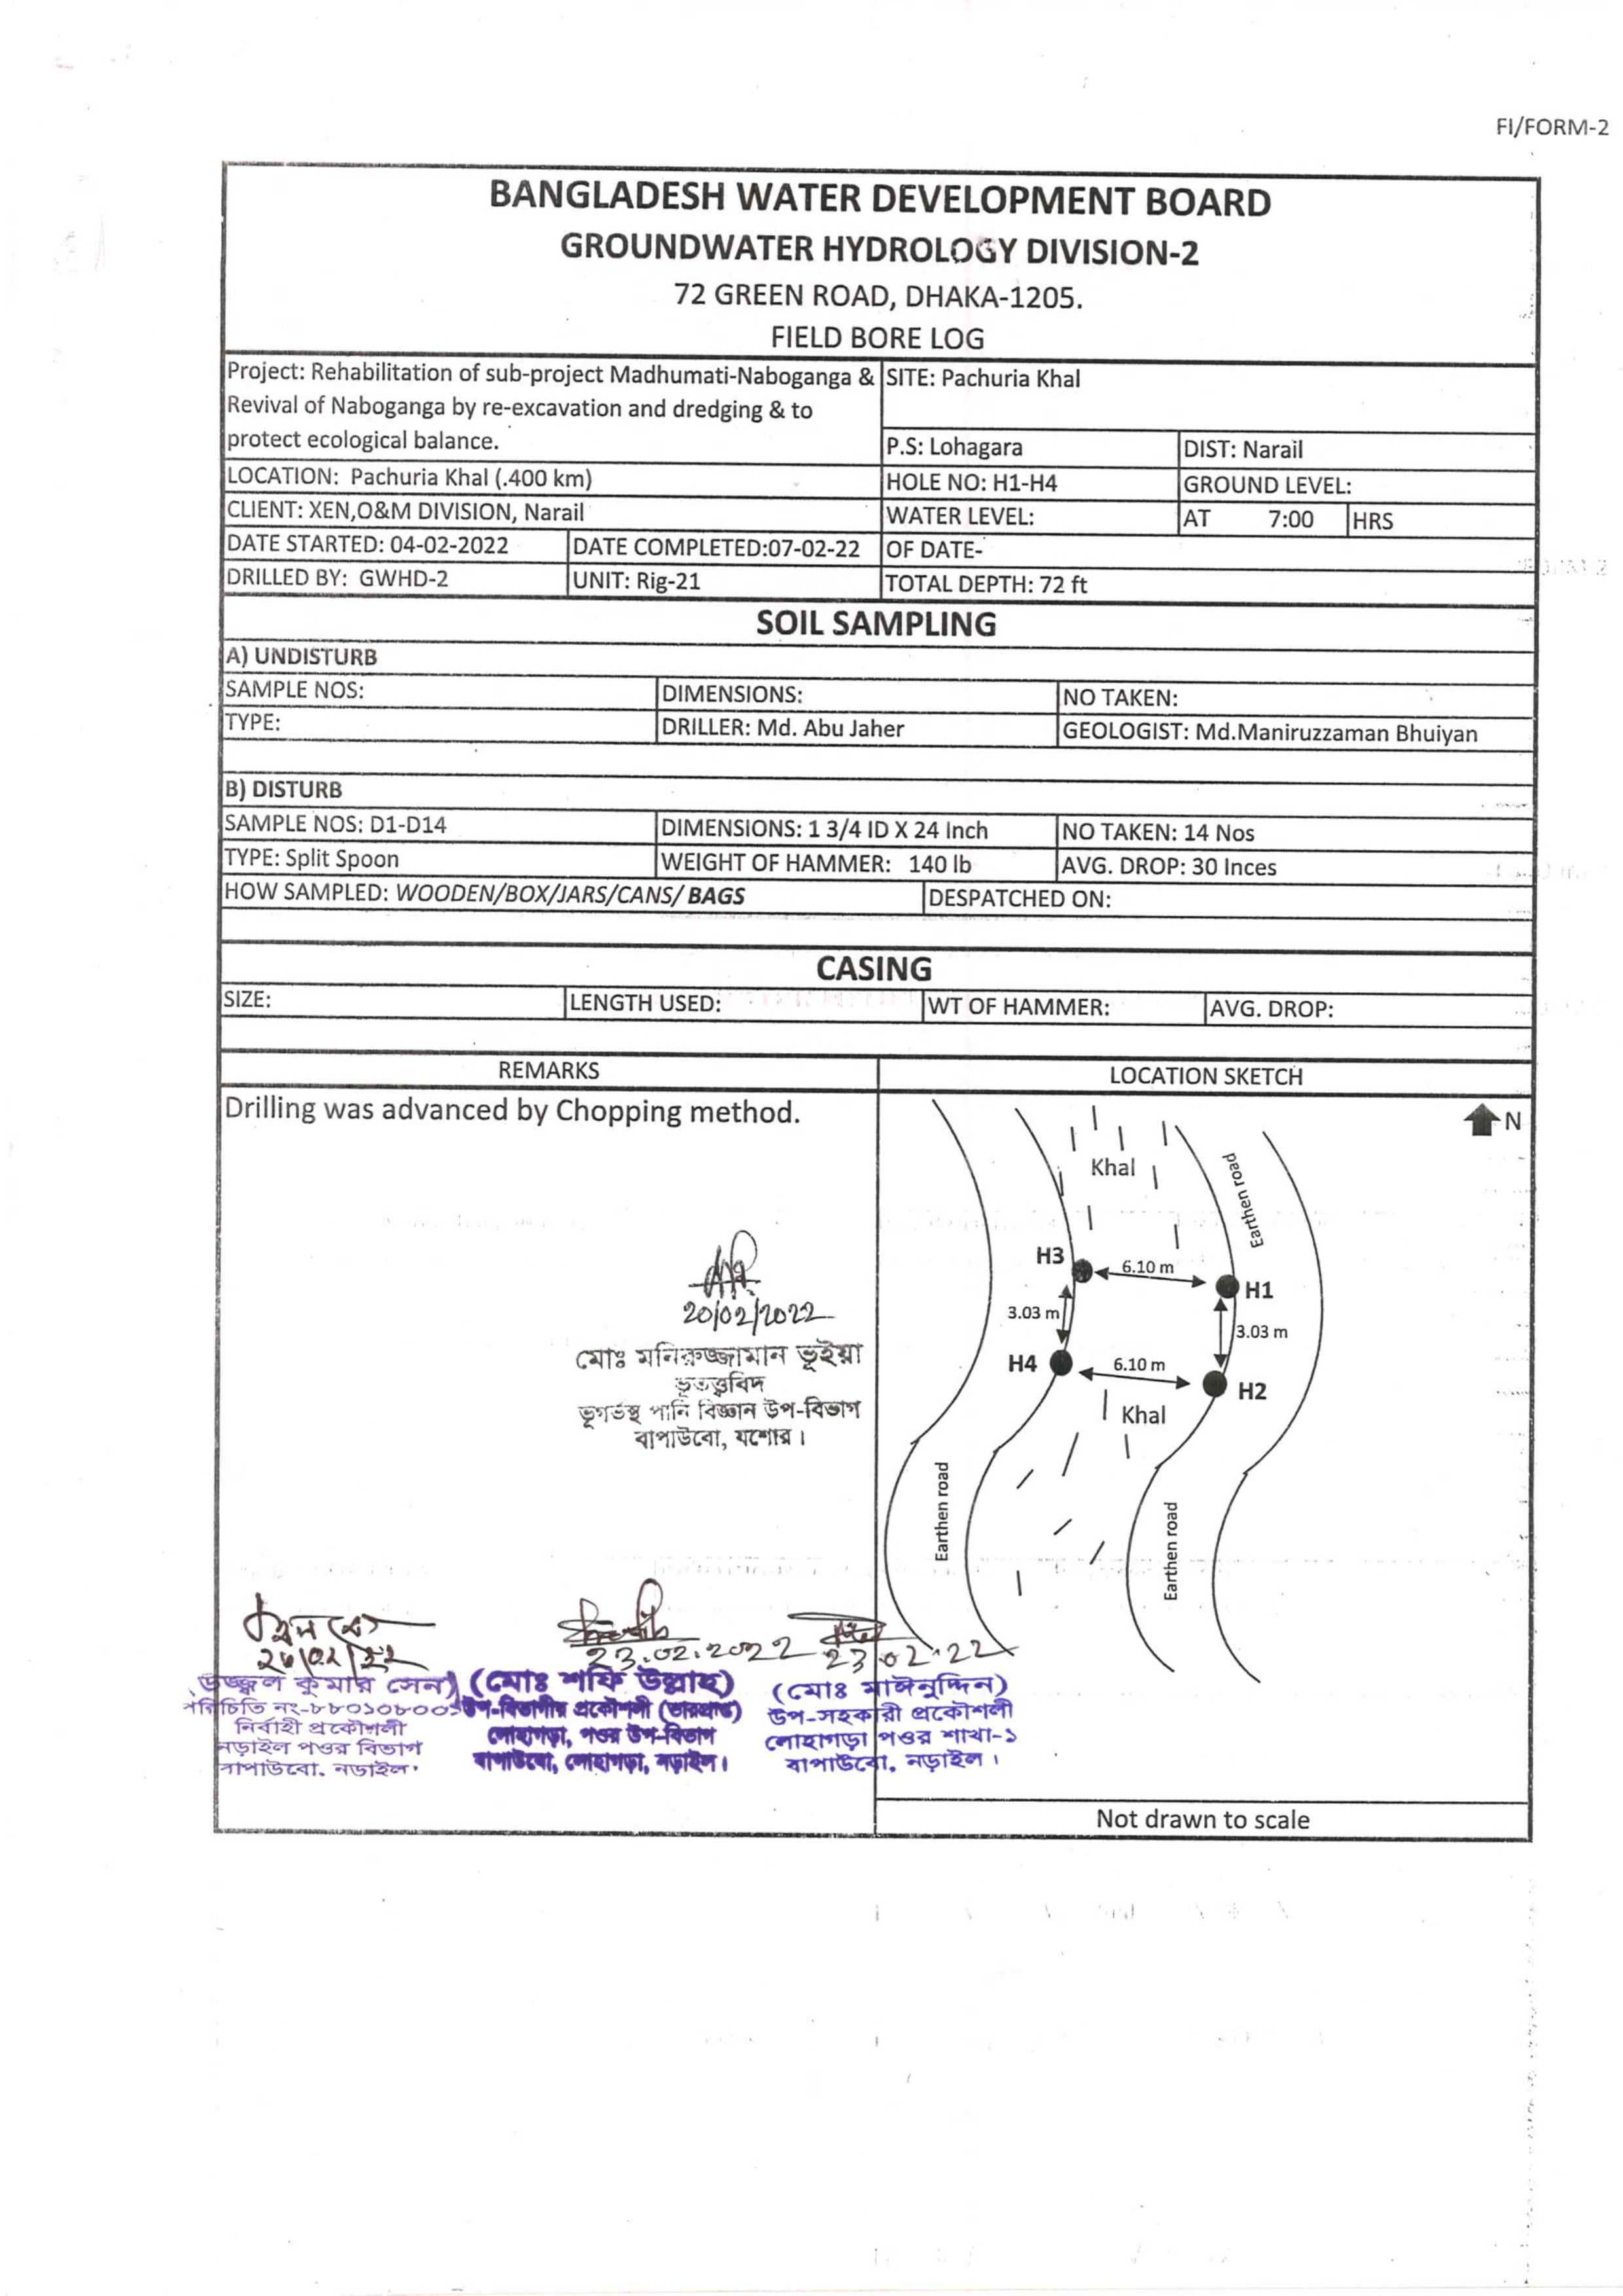 FI/FORM-2
BANGLADESH WATER DEVELOPMENT BOARD
GROUNDWATER HYDROLOGY DIVISION-2
72 GREEN ROAD, DHAKA-1205.
FIELD BORE LOG
Project: Rehabilitation of sub-project Madhumati-Naboganga &
Revival of Naboganga by re-excavation and dredging & to
protect ecological balance.
SITE: Pachuria Khal
P.S: Lohagara DIST: Narail
LOCATION: Pachuria Khal (.400 km) HOLE NO: H1-H4 GROUND LEVEL:
CLIENT: XEN,O&M DIVISION, Narail WATER LEVEL: AT 7:00 HRS
DATE STARTED: 04-02-2022 DATE COMPLETED:07-02-22 OF DATE-
DRILLED BY: GWHD-2 UNIT: Rig-21 TOTAL DEPTH: 72 ft
SOIL SAMPLING
A) UNDISTURB
SAMPLE NOS: DIMENSIONS: NO TAKEN:
TYPE: DRILLER: Md. Abu Jaher GEOLOGIST: Md.Maniruzzaman Bhuiyan
B) DISTURB
SAMPLE NOS: D1-D14 DIMENSIONS: 1 3/4 ID X 24 Inch NO TAKEN: 14 Nos
TYPE: Split Spoon WEIGHT OF HAMMER: 140 lb AVG. DROP: 30 Inces
HOW SAMPLED: WOODEN/BOX/JARS/CANS/ BAGS DESPATCHED ON:
CASING
SIZE: LENGTH USED: WT OF HAMMER: AVG. DROP:
REMARKS
Drilling was advanced by Chopping method.
20/02/2022
মোঃ মনিরুজ্জামান ভূইয়া
ভূতত্ত্ববিদ
ভূগর্ভস্থ পানি বিজ্ঞান উপ-বিভাগ
বাপাউবো, যশোর।
LOCATION SKETCH
N
Khal
Earthen road
H3
6.10 m
H1
3.03 m
3.03 m
H4
6.10 m
H2
Khal
Earthen road
Earthen road
23.02.2022
23.02.22
উজ্জ্বল কুমার সেন)
পরিচিতি নং-৮৮০১০৮০০১
নির্বাহী প্রকৌশলী
নড়াইল পওর বিভাগ
বাপাউবো, নড়াইল।
(মোঃ শফি উল্লাহ)
উপ-বিভাগীয় প্রকৌশলী (ভারপ্রাপ্ত)
লোহাগড়া, পওর উপ-বিভাগ
বাপাউবো, লোহাগড়া, নড়াইল।
(মোঃ মাঈনুদ্দিন)
উপ-সহকারী প্রকৌশলী
লোহাগড়া পওর শাখা-১
বাপাউবো, নড়াইল।
Not drawn to scale